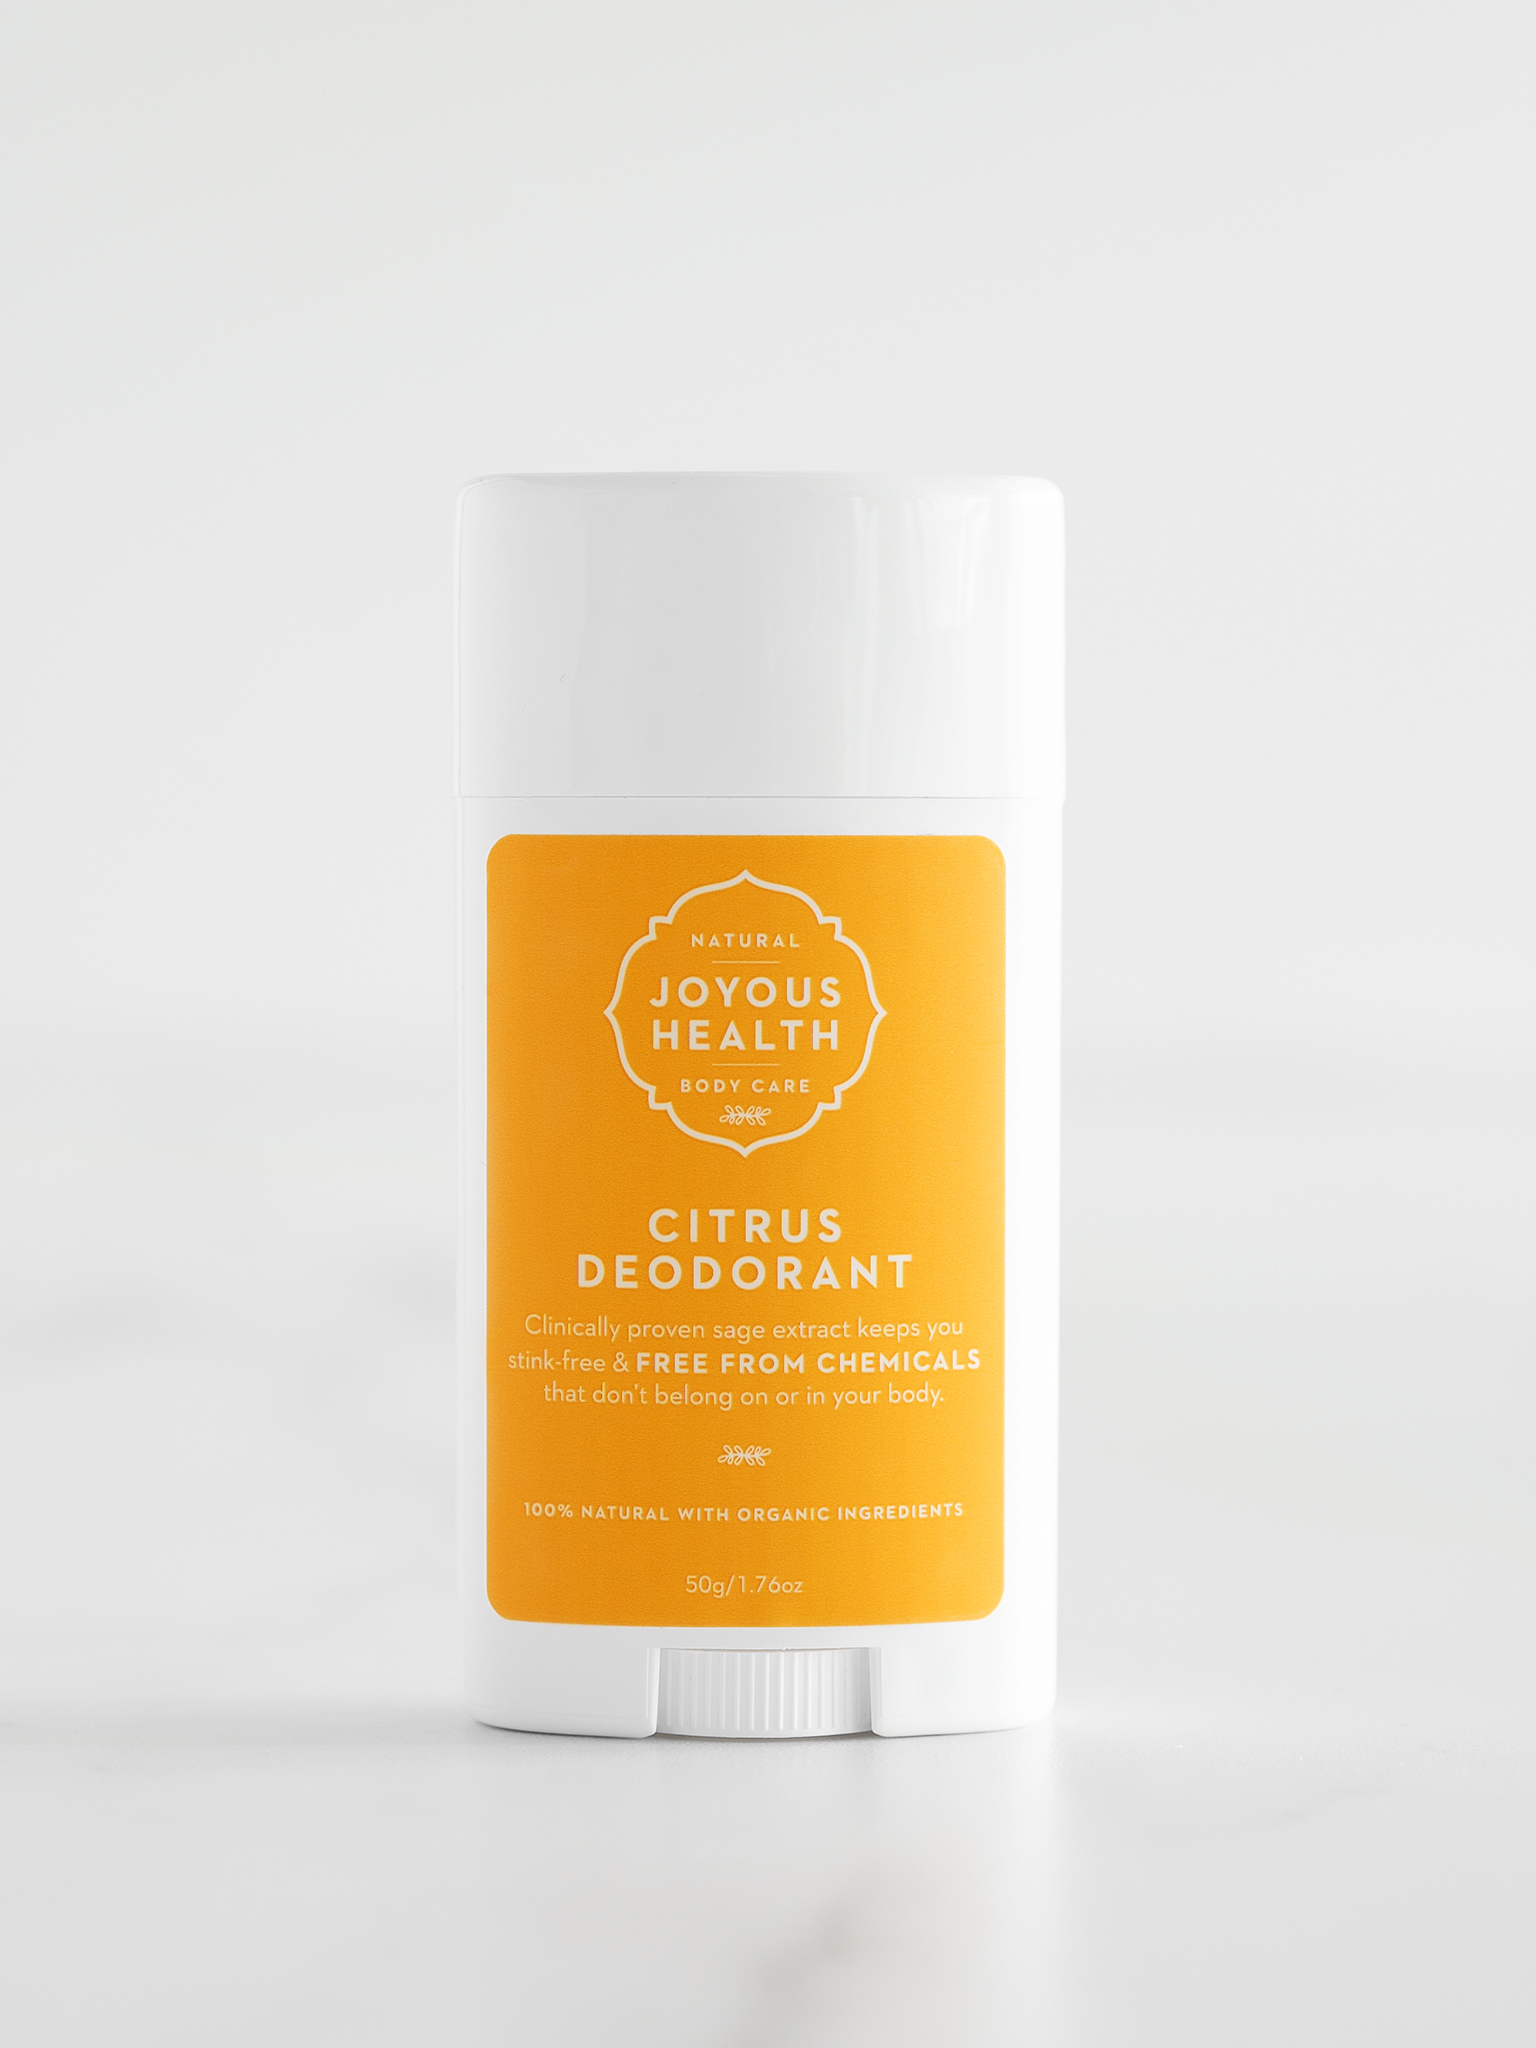 NATURAL
JOYOUS
HEALTH
BODY CARE
CITRUS
DEODORANT
Clinically proven sage extract keeps you
stink-free & FREE FROM CHEMICALS
that don't belong on or in your body.
100% NATURAL WITH ORGANIC INGREDIENTS
50g/1.76oz